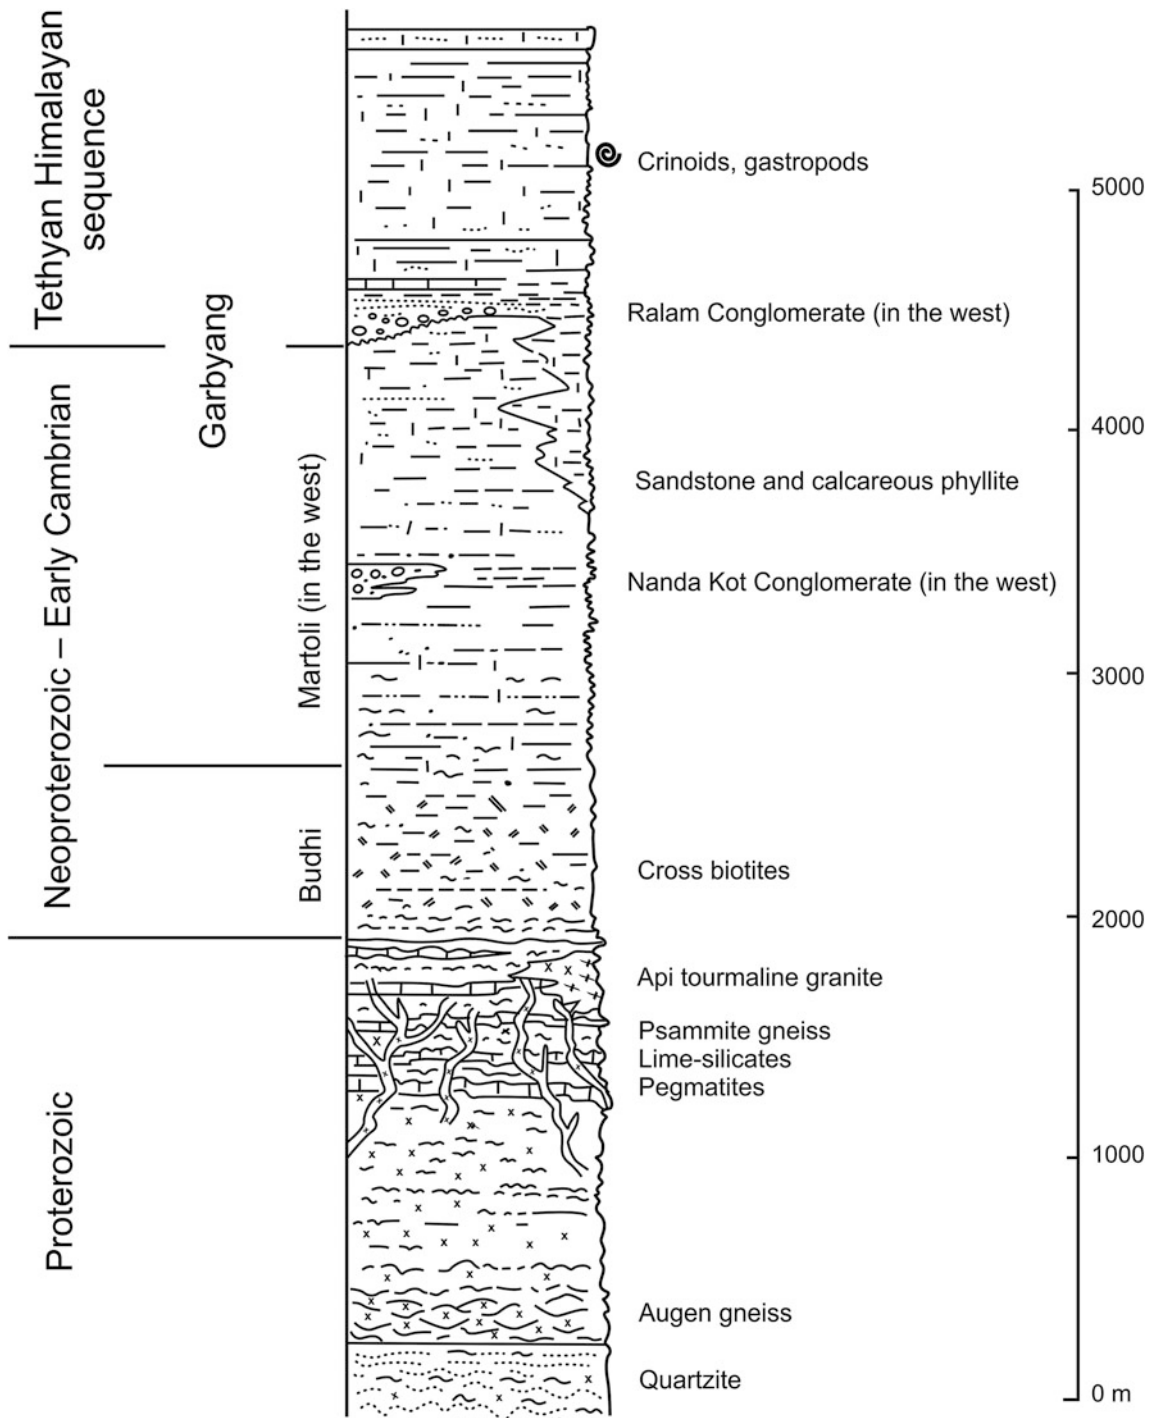 Tethyan Himalayan
sequence
Neoproterozoic – Early Cambrian
Proterozoic
Garbyang
Martoli (in the west)
Budhi
Crinoids, gastropods
Ralam Conglomerate (in the west)
Sandstone and calcareous phyllite
Nanda Kot Conglomerate (in the west)
Cross biotites
Api tourmaline granite
Psammite gneiss
Lime-silicates
Pegmatites
Augen gneiss
Quartzite
5000
4000
3000
2000
1000
0 m